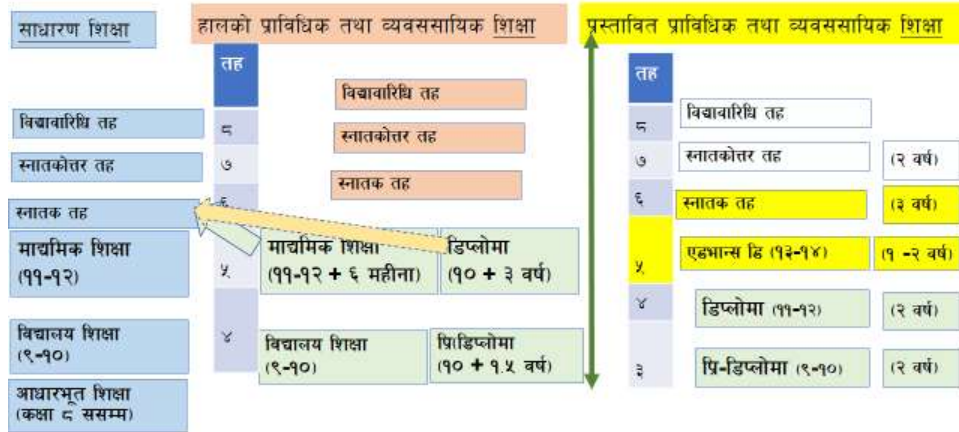 साधारण शिक्षा
हालको प्राविधिक तथा व्यवससायिक शिक्षा
प्रस्तावित प्राविधिक तथा व्यवससायिक शिक्षा
विद्यावारिधि तह
स्नातकोत्तर तह
स्नातक तह
माद्यमिक शिक्षा
(११-१२)
विद्यालय शिक्षा
(९-१०)
आधारभूत शिक्षा
(कक्षा ८ ससम्म)
तह
८
७
६
५
४
विद्यावारिधि तह
स्नातकोत्तर तह
स्नातक तह
माद्यमिक शिक्षा
(११-१२ + ६ महीना)
डिप्लोमा
(१० + ३ वर्ष)
विद्यालय शिक्षा
(९-१०)
प्रि।डिप्लोमा
(१० + १.५ वर्ष)
तह
८
विद्यावारिधि तह
७
स्नातकोत्तर तह
(२ वर्ष)
६
स्नातक तह
(३ वर्ष)
५
एडभान्स डि (१३-१४)
(१ -२ वर्ष)
४
डिप्लोमा (११-१२)
(२ वर्ष)
३
प्रि-डिप्लोमा (९-१०)
(२ वर्ष)